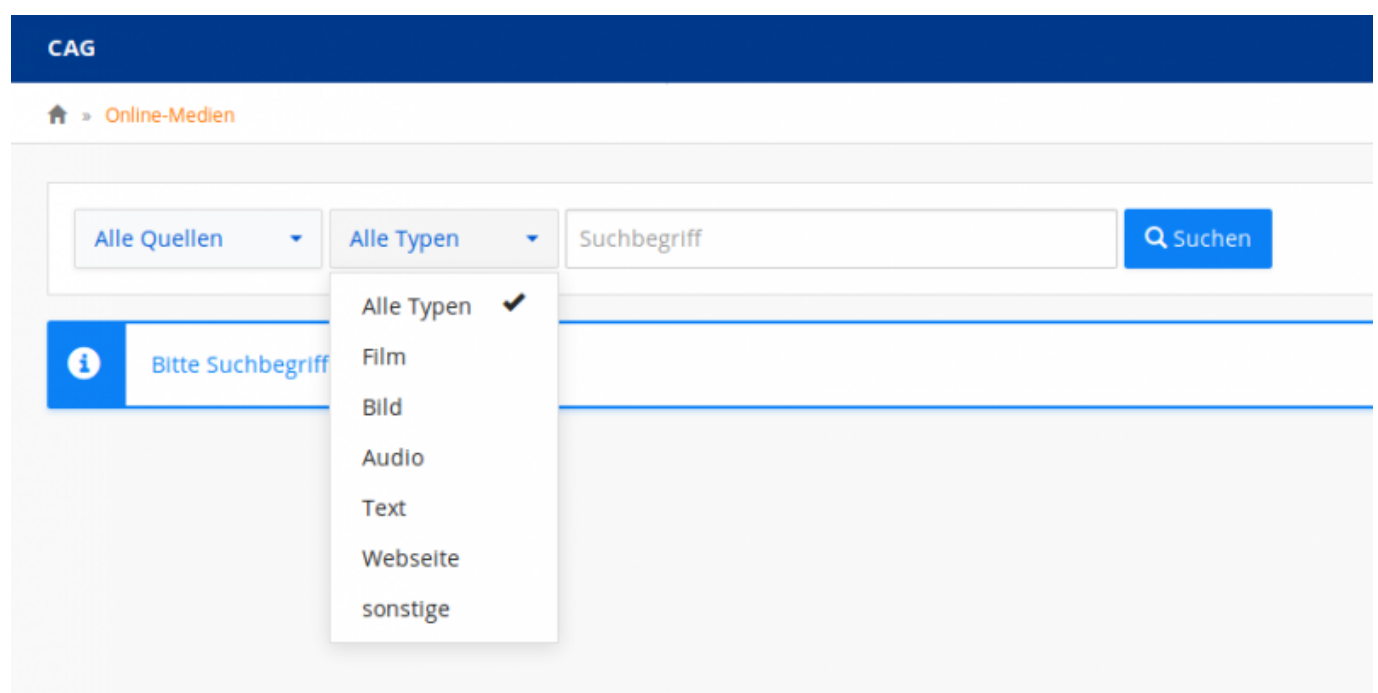 CAG
» Online-Medien
Alle Quellen Alle Typen Suchbegriff Suchen
Alle Typen
Film
Bitte Suchbegriff
Bild
Audio
Text
Webseite
sonstige